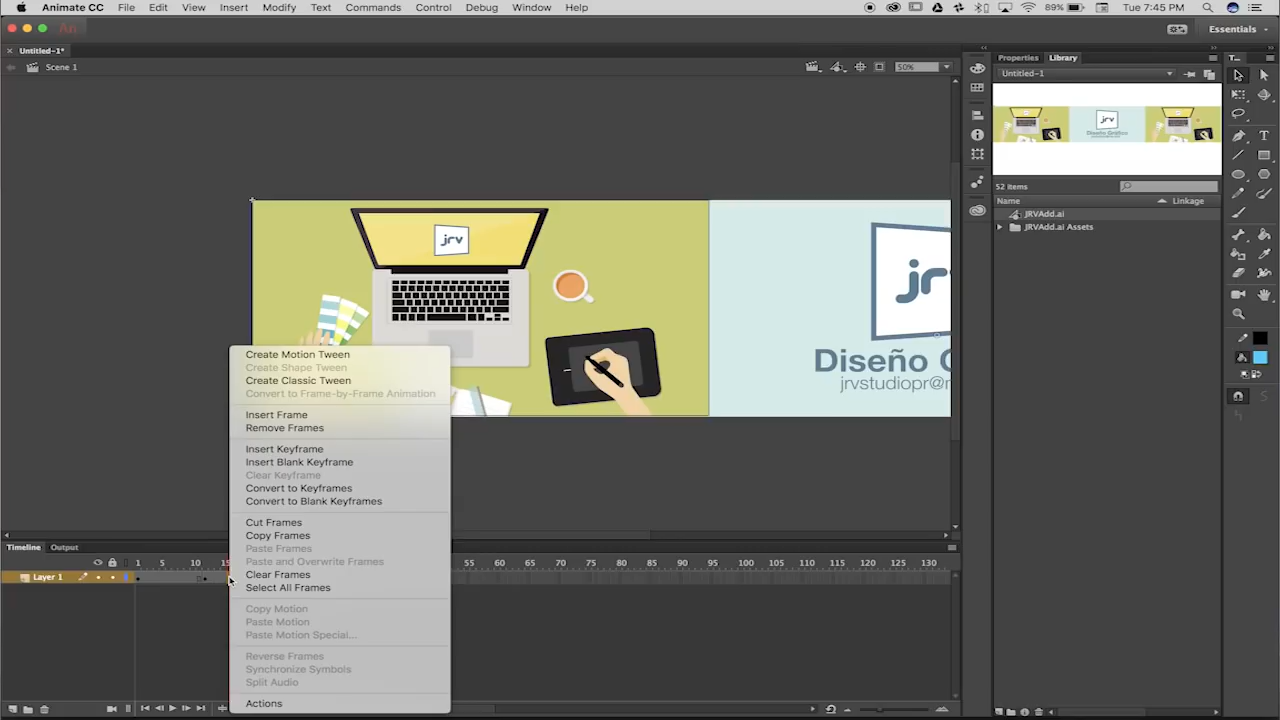 Animate CC File Edit View Insert Modify Text Commands Control Debug Window Help 89% Tue 7:45 PM
An Essentials
Untitled-1*
Scene 1 50%
Properties Library
Untitled-1
jrv
Diseño Gráfico
52 items
Name Linkage
JRVAdd.ai
JRVAdd.ai Assets
jrv
jrv
Diseño G
jrvstudiopr@
Create Motion Tween
Create Shape Tween
Create Classic Tween
Convert to Frame-by-Frame Animation
Insert Frame
Remove Frames
Insert Keyframe
Insert Blank Keyframe
Clear Keyframe
Convert to Keyframes
Convert to Blank Keyframes
Cut Frames
Copy Frames
Paste Frames
Paste and Overwrite Frames
Clear Frames
Select All Frames
Copy Motion
Paste Motion
Paste Motion Special...
Reverse Frames
Synchronize Symbols
Split Audio
Actions
Timeline Output
1 5 10 15 55 60 65 70 75 80 85 90 95 100 105 110 115 120 125 130
Layer 1